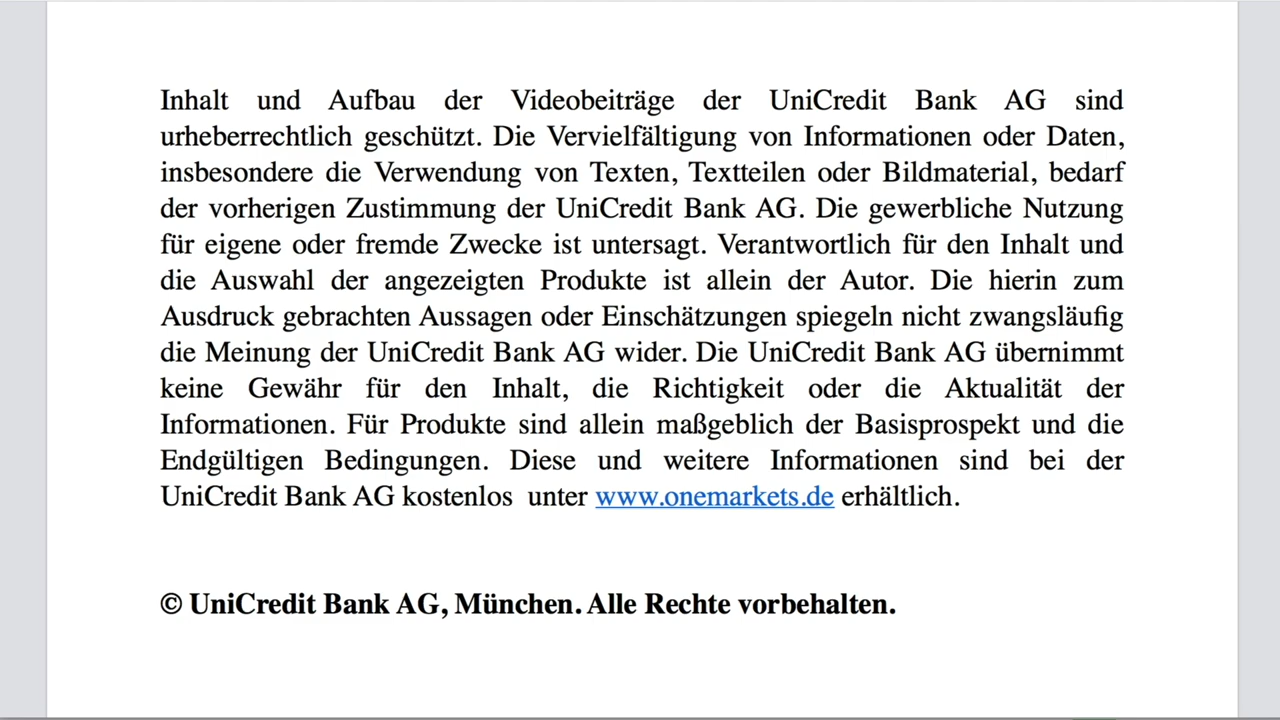 Inhalt und Aufbau der Videobeiträge der UniCredit Bank AG sind
urheberrechtlich geschützt. Die Vervielfältigung von Informationen oder Daten,
insbesondere die Verwendung von Texten, Textteilen oder Bildmaterial, bedarf
der vorherigen Zustimmung der UniCredit Bank AG. Die gewerbliche Nutzung
für eigene oder fremde Zwecke ist untersagt. Verantwortlich für den Inhalt und
die Auswahl der angezeigten Produkte ist allein der Autor. Die hierin zum
Ausdruck gebrachten Aussagen oder Einschätzungen spiegeln nicht zwangsläufig
die Meinung der UniCredit Bank AG wider. Die UniCredit Bank AG übernimmt
keine Gewähr für den Inhalt, die Richtigkeit oder die Aktualität der
Informationen. Für Produkte sind allein maßgeblich der Basisprospekt und die
Endgültigen Bedingungen. Diese und weitere Informationen sind bei der
UniCredit Bank AG kostenlos unter www.onemarkets.de erhältlich.
© UniCredit Bank AG, München. Alle Rechte vorbehalten.